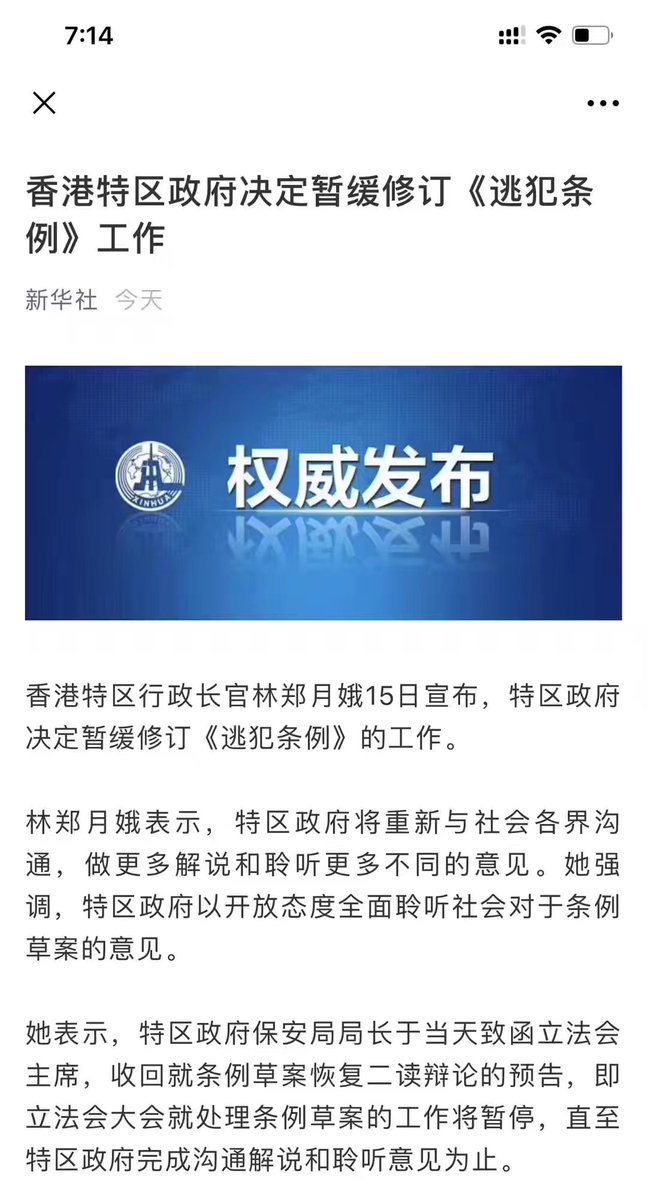 7:14
香港特区政府决定暂缓修订《逃犯条
例》工作
新华社 今天
XINHUA
权威发布
香港特区行政长官林郑月娥15日宣布，特区政府
决定暂缓修订《逃犯条例》的工作。
林郑月娥表示，特区政府将重新与社会各界沟
通，做更多解说和聆听更多不同的意见。她强
调，特区政府以开放态度全面聆听社会对于条例
草案的意见。
她表示，特区政府保安局局长于当天致函立法会
主席，收回就条例草案恢复二读辩论的预告，即
立法会大会就处理条例草案的工作将暂停，直至
特区政府完成沟通解说和聆听意见为止。